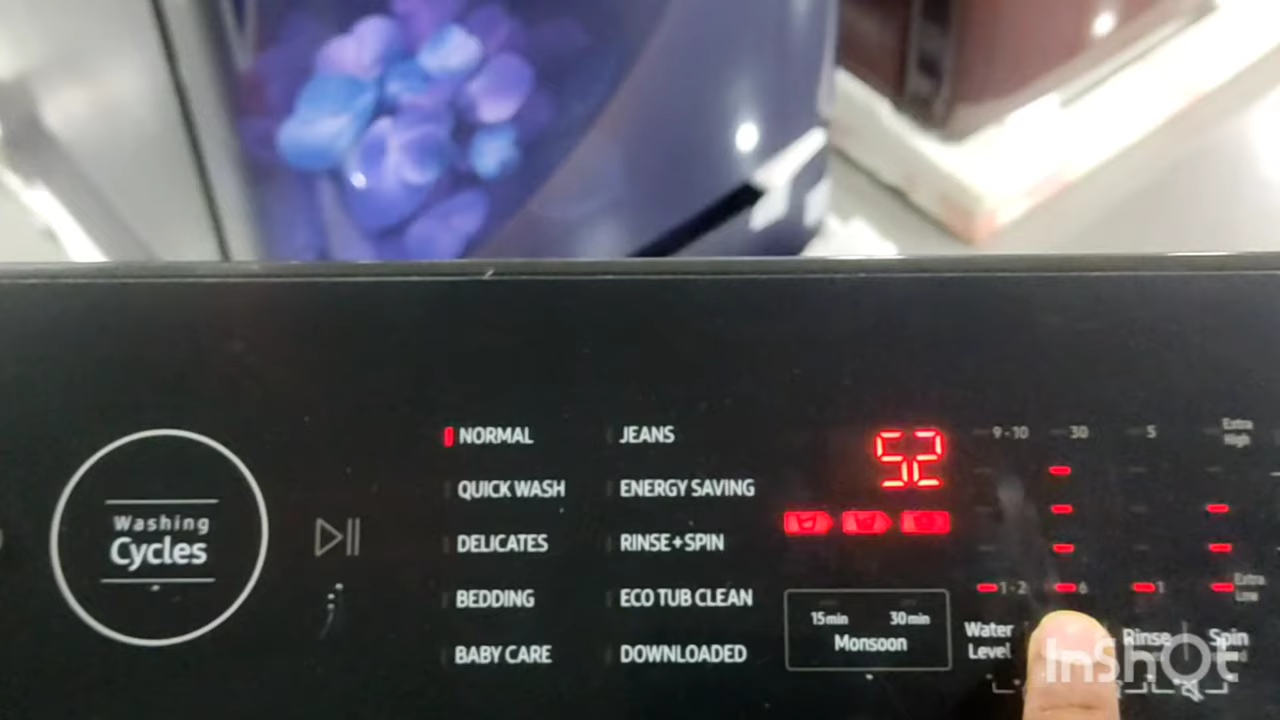 Washing
Cycles
NORMAL
QUICK WASH
DELICATES
BEDDING
BABY CARE
JEANS
ENERGY SAVING
RINSE+SPIN
ECO TUB CLEAN
DOWNLOADED
52
15min 30min
Monsoon
9-10 30 5 Extra High
1-2 6 1 Extra Low
Water Level
Rinse
Spin
InShOt